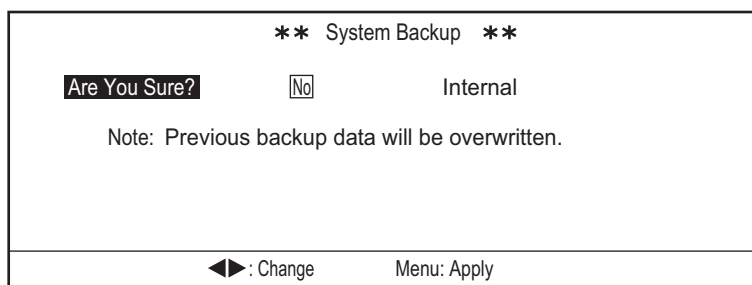 ** System Backup **
Are You Sure? No Internal
Note: Previous backup data will be overwritten.
◀▶: Change Menu: Apply